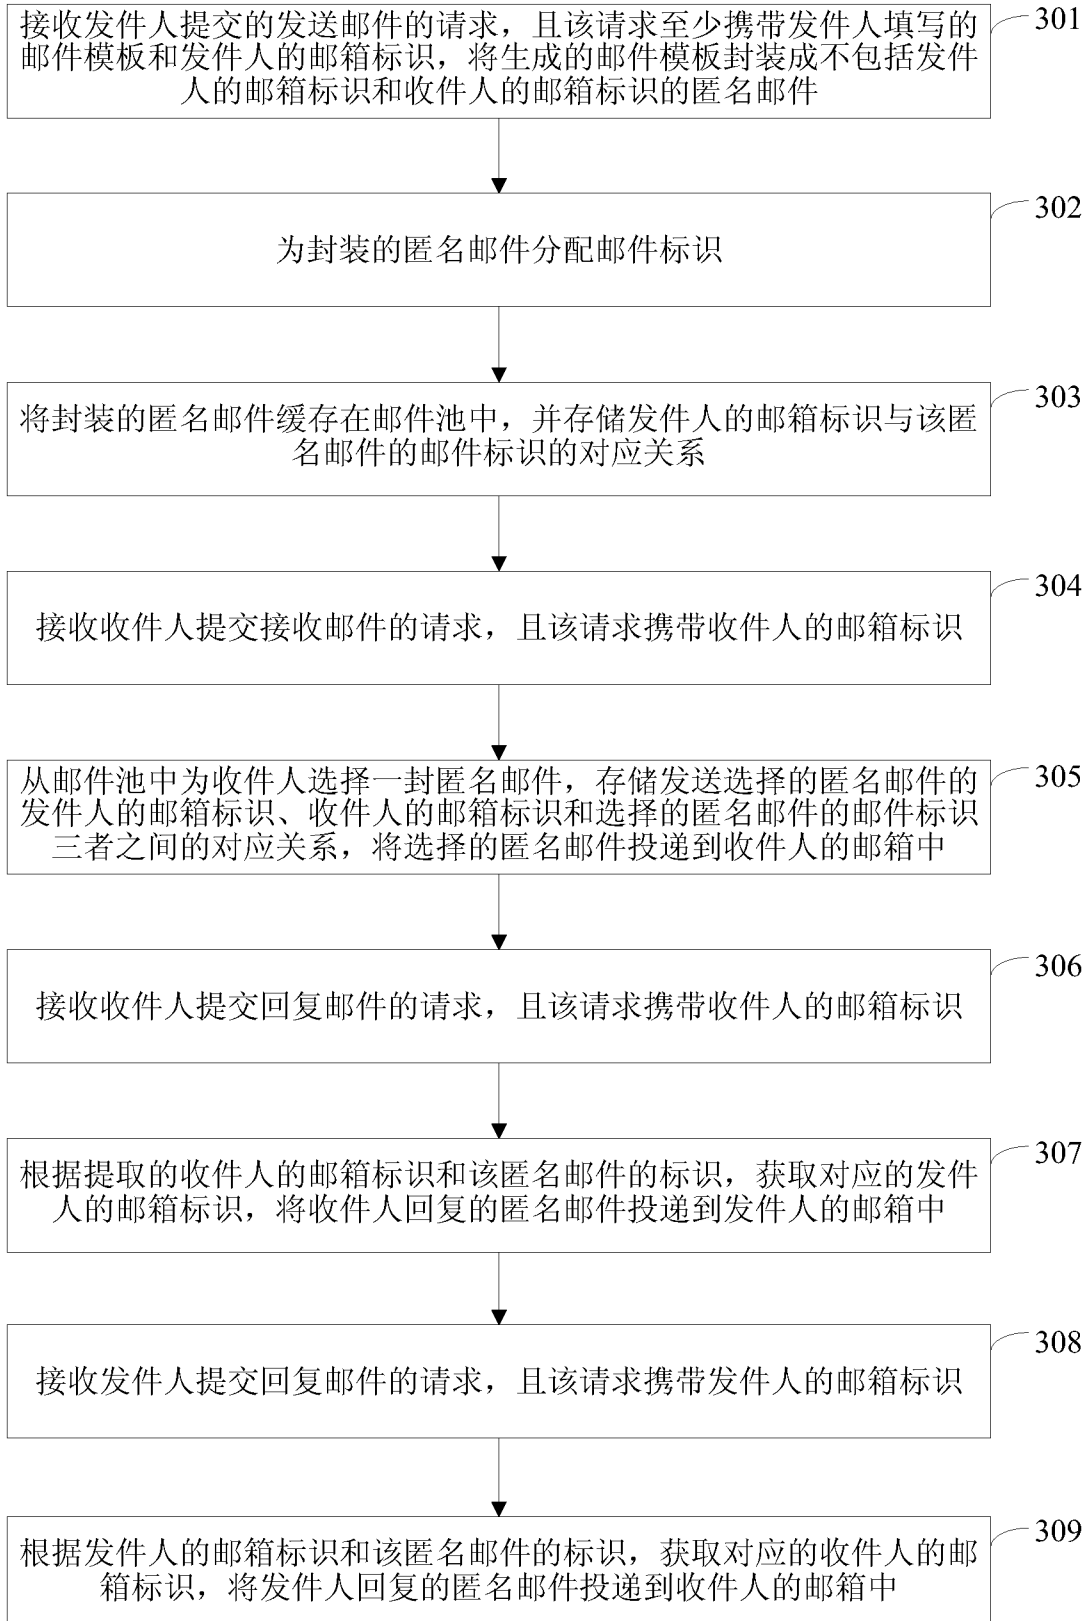 接收发件人提交的发送邮件的请求，且该请求至少携带发件人填写的
邮件模板和发件人的邮箱标识，将生成的邮件模板封装成不包括发件
人的邮箱标识和收件人的邮箱标识的匿名邮件
301
为封装的匿名邮件分配邮件标识
302
将封装的匿名邮件缓存在邮件池中，并存储发件人的邮箱标识与该匿
名邮件的邮件标识的对应关系
303
接收收件人提交接收邮件的请求，且该请求携带收件人的邮箱标识
304
从邮件池中为收件人选择一封匿名邮件，存储发送选择的匿名邮件的
发件人的邮箱标识、收件人的邮箱标识和选择的匿名邮件的邮件标识
三者之间的对应关系，将选择的匿名邮件投递到收件人的邮箱中
305
接收收件人提交回复邮件的请求，且该请求携带收件人的邮箱标识
306
根据提取的收件人的邮箱标识和该匿名邮件的标识，获取对应的发件
人的邮箱标识，将收件人回复的匿名邮件投递到发件人的邮箱中
307
接收发件人提交回复邮件的请求，且该请求携带发件人的邮箱标识
308
根据发件人的邮箱标识和该匿名邮件的标识，获取对应的收件人的邮
箱标识，将发件人回复的匿名邮件投递到收件人的邮箱中
309